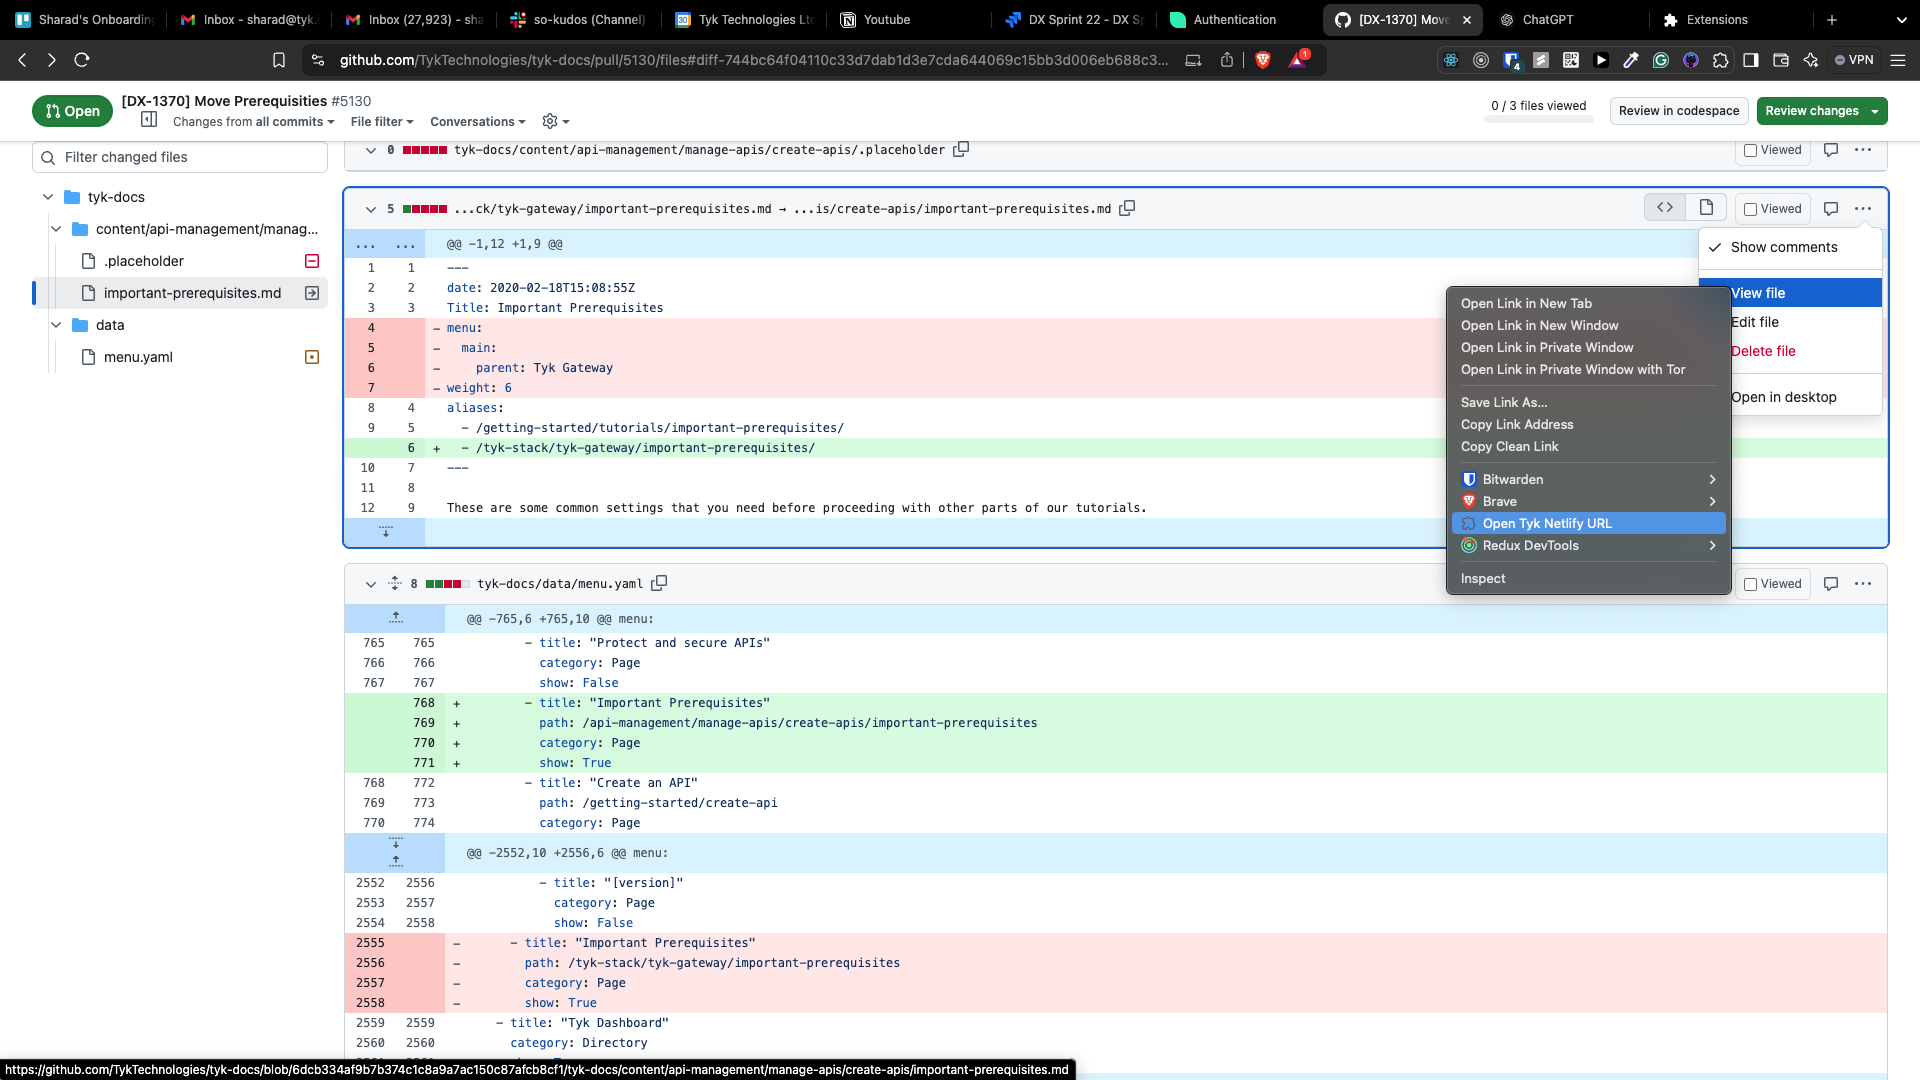 Sharad's Onboarding
Inbox - sharad@tyk.i
Inbox (27,923) - sha
so-kudos (Channel)
Tyk Technologies Ltd
Youtube
DX Sprint 22 - DX Sp
Authentication
[DX-1370] Move
ChatGPT
Extensions
github.com/TykTechnologies/tyk-docs/pull/5130/files#diff-744bc64f04110c33d7dab1d3e7cda644069c15bb3d006eb688c3...
1
4
VPN
Open
[DX-1370] Move Prerequisities #5130
Changes from all commits
File filter
Conversations
0 / 3 files viewed
Review in codespace
Review changes
Filter changed files
tyk-docs
content/api-management/manag...
.placeholder
important-prerequisites.md
data
menu.yaml
0 tyk-docs/content/api-management/manage-apis/create-apis/.placeholder
Viewed
5 ...ck/tyk-gateway/important-prerequisites.md → ...is/create-apis/important-prerequisites.md
Viewed
... ... @@ -1,12 +1,9 @@
1 1 ---
2 2 date: 2020-02-18T15:08:55Z
3 3 Title: Important Prerequisites
4 - menu:
5 - main:
6 - parent: Tyk Gateway
7 - weight: 6
8 4 aliases:
9 5 - /getting-started/tutorials/important-prerequisites/
6 + - /tyk-stack/tyk-gateway/important-prerequisites/
10 7 ---
11 8
12 9 These are some common settings that you need before proceeding with other parts of our tutorials.
Show comments
View file
Edit file
Delete file
Open in desktop
Open Link in New Tab
Open Link in New Window
Open Link in Private Window
Open Link in Private Window with Tor
Save Link As...
Copy Link Address
Copy Clean Link
Bitwarden
Brave
Open Tyk Netlify URL
Redux DevTools
Inspect
8 tyk-docs/data/menu.yaml
Viewed
@@ -765,6 +765,10 @@ menu:
765 765 - title: "Protect and secure APIs"
766 766 category: Page
767 767 show: False
768 + - title: "Important Prerequisites"
769 + path: /api-management/manage-apis/create-apis/important-prerequisites
770 + category: Page
771 + show: True
768 772 - title: "Create an API"
769 773 path: /getting-started/create-api
770 774 category: Page
@@ -2552,10 +2556,6 @@ menu:
2552 2556 - title: "[version]"
2553 2557 category: Page
2554 2558 show: False
2555 - - title: "Important Prerequisites"
2556 - path: /tyk-stack/tyk-gateway/important-prerequisites
2557 - category: Page
2558 - show: True
2559 2559 - title: "Tyk Dashboard"
2560 2560 category: Directory
https://github.com/TykTechnologies/tyk-docs/blob/6dcb334af9b7b374c1c8a9a7ac150c87afcb8cf1/tyk-docs/content/api-management/manage-apis/create-apis/important-prerequisites.md